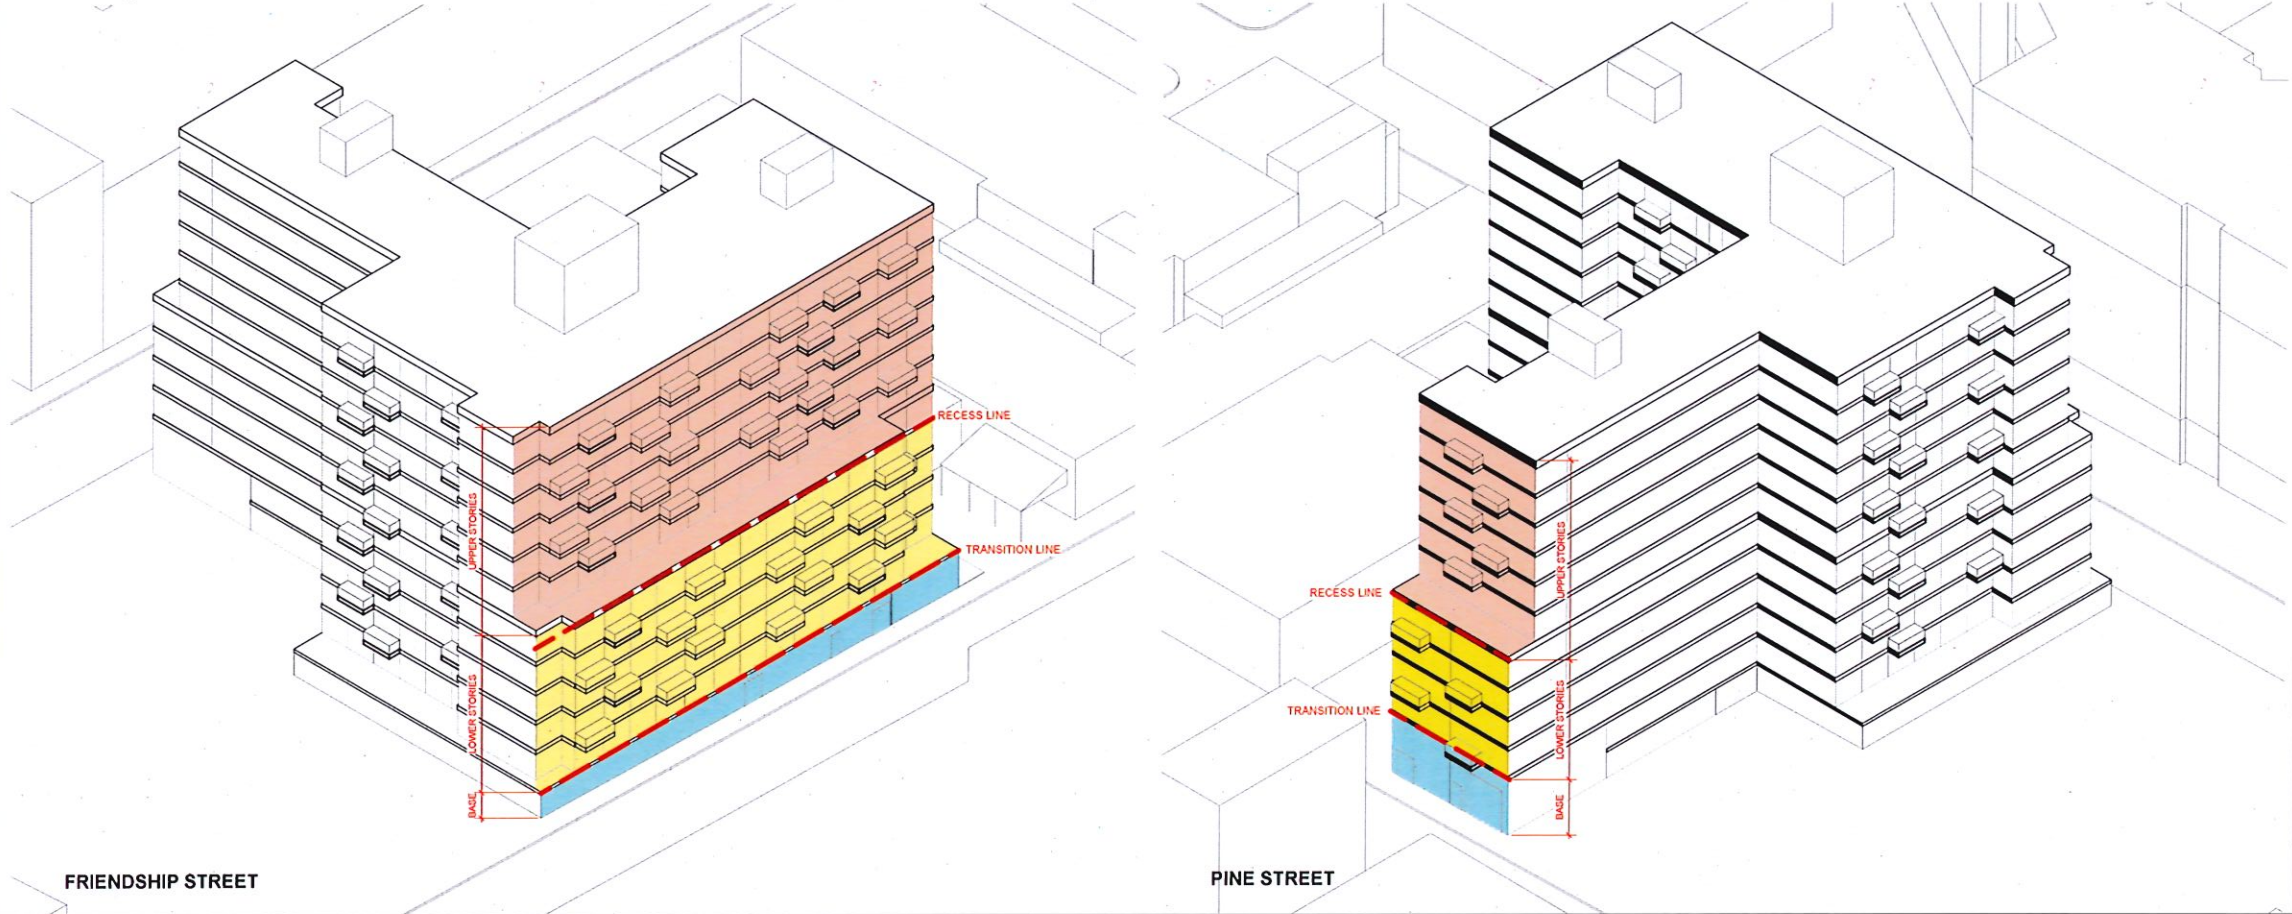 RECESS LINE
TRANSITION LINE
UPPER STORIES
LOWER STORIES
BASE
FRIENDSHIP STREET
RECESS LINE
TRANSITION LINE
UPPER STORIES
LOWER STORIES
BASE
PINE STREET